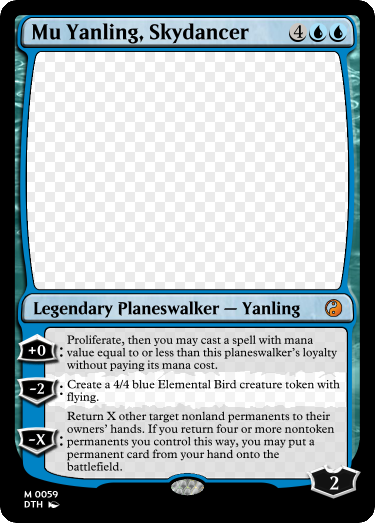 Mu Yanling, Skydancer 4
Legendary Planeswalker — Yanling
+0 : Proliferate, then you may cast a spell with mana
value equal to or less than this planeswalker's loyalty
without paying its mana cost.
-2 : Create a 4/4 blue Elemental Bird creature token with
flying.
-X : Return X other target nonland permanents to their
owners' hands. If you return four or more nontoken
permanents you control this way, you may put a
permanent card from your hand onto the
battlefield.
2
M 0059
DTH